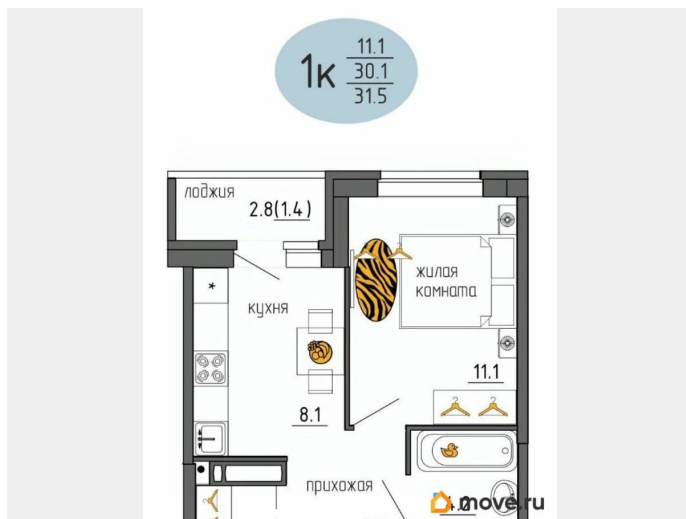 1к
11.1
30.1
31.5
лоджия
2.8(1.4)
кухня
жилая
комната
11.1
8.1
прихожая
move.ru